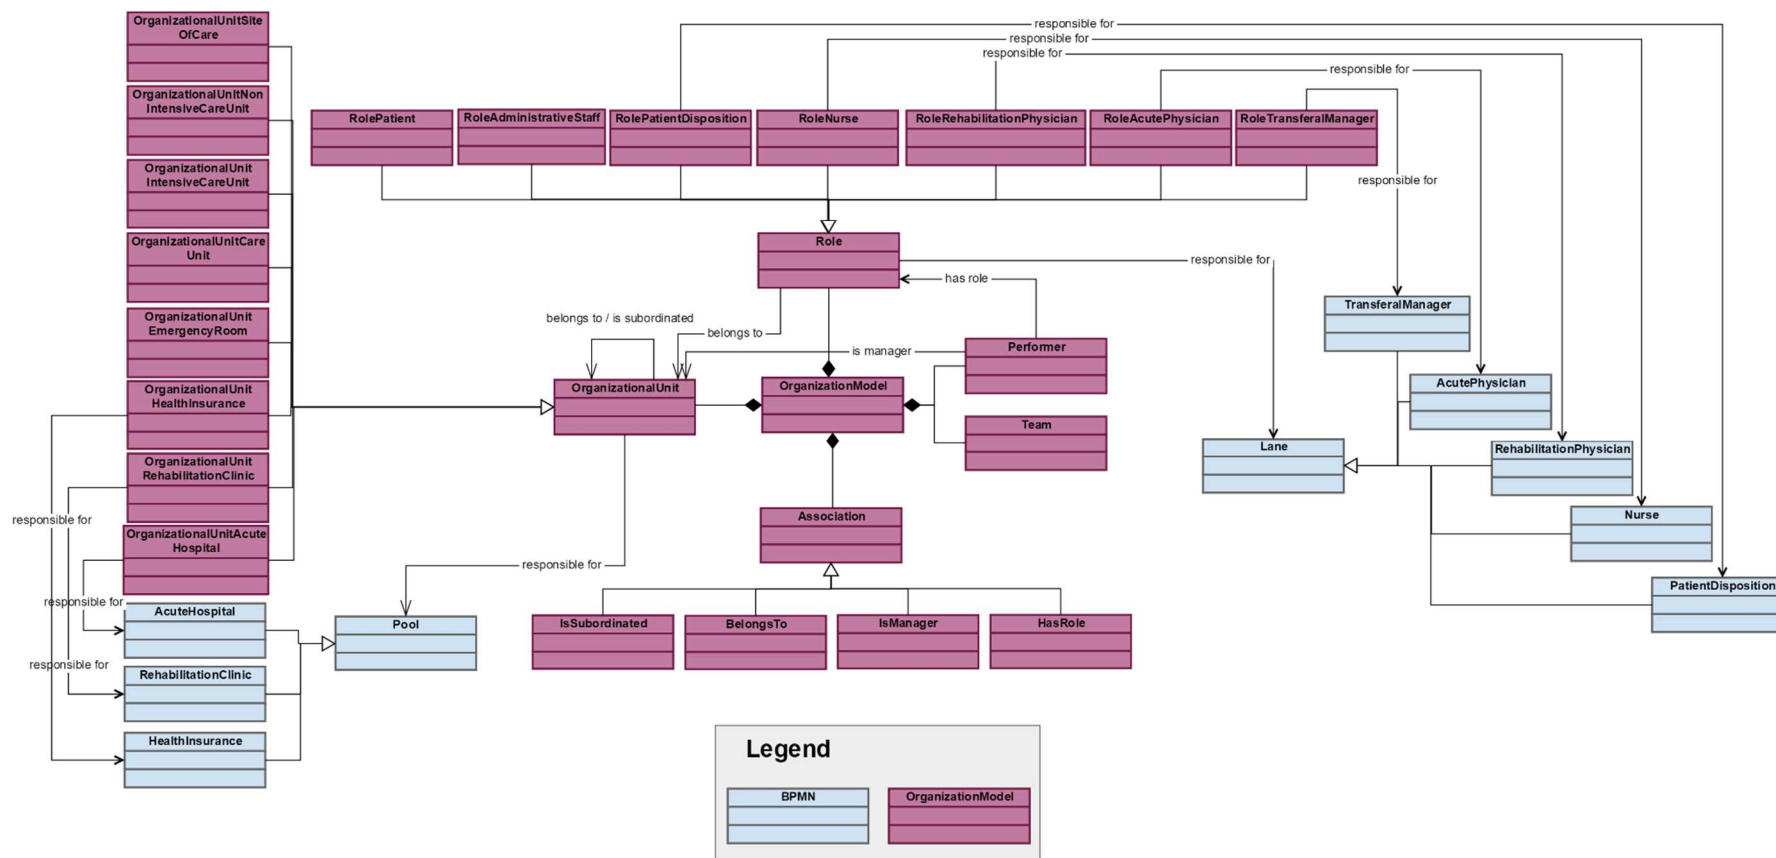 OrganizationalUnitSite
OfCare
OrganizationalUnitNon
IntensiveCareUnit
OrganizationalUnit
IntensiveCareUnit
OrganizationalUnitCare
Unit
OrganizationalUnit
EmergencyRoom
OrganizationalUnit
HealthInsurance
OrganizationalUnit
RehabilitationClinic
OrganizationalUnitAcute
Hospital
responsible for
responsible for
responsible for
AcuteHospital
RehabilitationClinic
HealthInsurance
Pool
responsible for
responsible for
responsible for
responsible for
responsible for
RolePatient
RoleAdministrativeStaff
RolePatientDisposition
RoleNurse
RoleRehabilitationPhysician
RoleAcutePhysician
RoleTransferalManager
responsible for
Role
responsible for
has role
belongs to / is subordinated
belongs to
is manager
Performer
OrganizationalUnit
OrganizationModel
Team
Association
IsSubordinated
BelongsTo
IsManager
HasRole
TransferalManager
AcutePhysician
Lane
RehabilitationPhysician
Nurse
PatientDisposition
Legend
BPMN
OrganizationModel